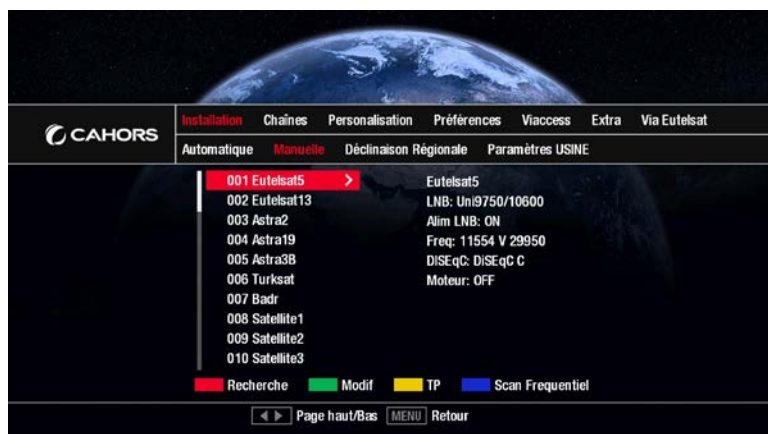 CAHORS
Installation Chaînes Personalisation Préférences Viaccess Extra Via Eutelsat
Automatique Manuelle Déclinaison Régionale Paramètres USINE
001 Eutelsat5 >
002 Eutelsat13
003 Astra2
004 Astra19
005 Astra3B
006 Turksat
007 Badr
008 Satellite1
009 Satellite2
010 Satellite3
Eutelsat5
LNB: Uni9750/10600
Alim LNB: ON
Freq: 11554 V 29950
DISEqC: DiSEqC C
Moteur: OFF
Recherche Modif TP Scan Frequentiel
Page haut/Bas MENU Retour